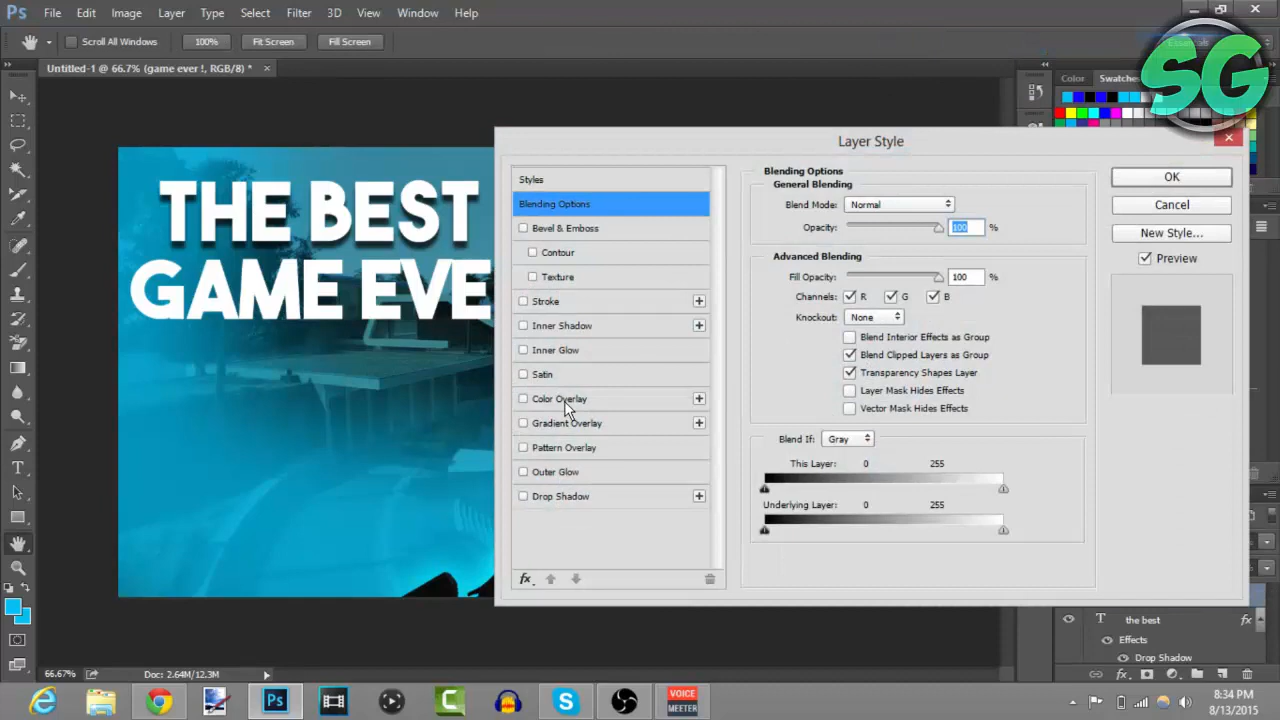 Ps File Edit Image Layer Type Select Filter 3D View Window Help
Scroll All Windows 100% Fit Screen Fill Screen Essentials
SG
Untitled-1 @ 66.7% (game ever !, RGB/8) * ×
Color Swatches
Layer Style
THE BEST
GAME EVE
Styles
Blending Options
Bevel & Emboss
Contour
Texture
Stroke
Inner Shadow
Inner Glow
Satin
Color Overlay
Gradient Overlay
Pattern Overlay
Outer Glow
Drop Shadow
fx.
Blending Options
General Blending
Blend Mode: Normal
Opacity: 100 %
Advanced Blending
Fill Opacity: 100 %
Channels: R G B
Knockout: None
Blend Interior Effects as Group
Blend Clipped Layers as Group
Transparency Shapes Layer
Layer Mask Hides Effects
Vector Mask Hides Effects
Blend If: Gray
This Layer: 0 255
Underlying Layer: 0 255
OK
Cancel
New Style...
Preview
T the best fx
Effects
Drop Shadow
66.67% Doc: 2.64M/12.3M
Ps
VOICE
MEETER
8:34 PM
8/13/2015